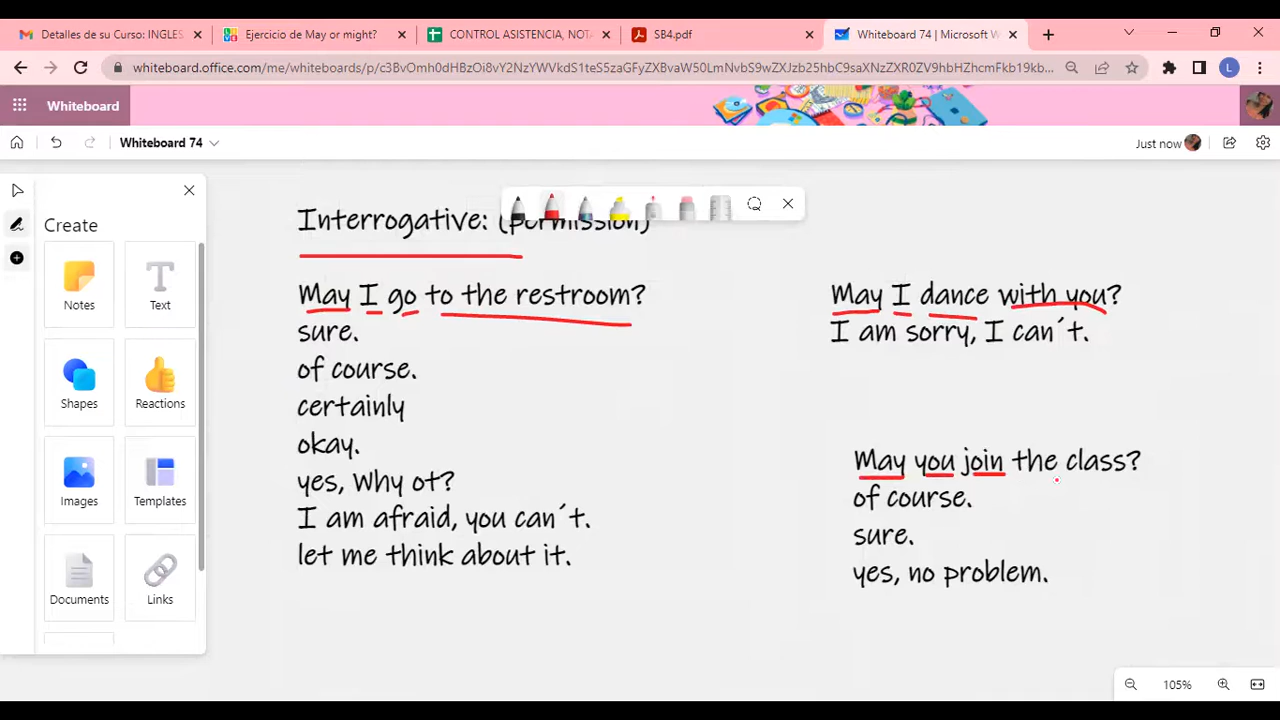 Detalles de su Curso: INGLES
Ejercicio de May or might?
CONTROL ASISTENCIA, NOTA
SB4.pdf
Whiteboard 74 | Microsoft W
L
Whiteboard
Whiteboard 74
Just now
Create
Notes
Text
Shapes
Reactions
Images
Templates
Documents
Links
Interrogative: (permission)
May I go to the restroom?
sure.
of course.
certainly
okay.
yes, Why ot?
I am afraid, you can´t.
let me think about it.
May I dance with you?
I am sorry, I can´t.
May you join the class?
of course.
sure.
yes, no problem.
105%